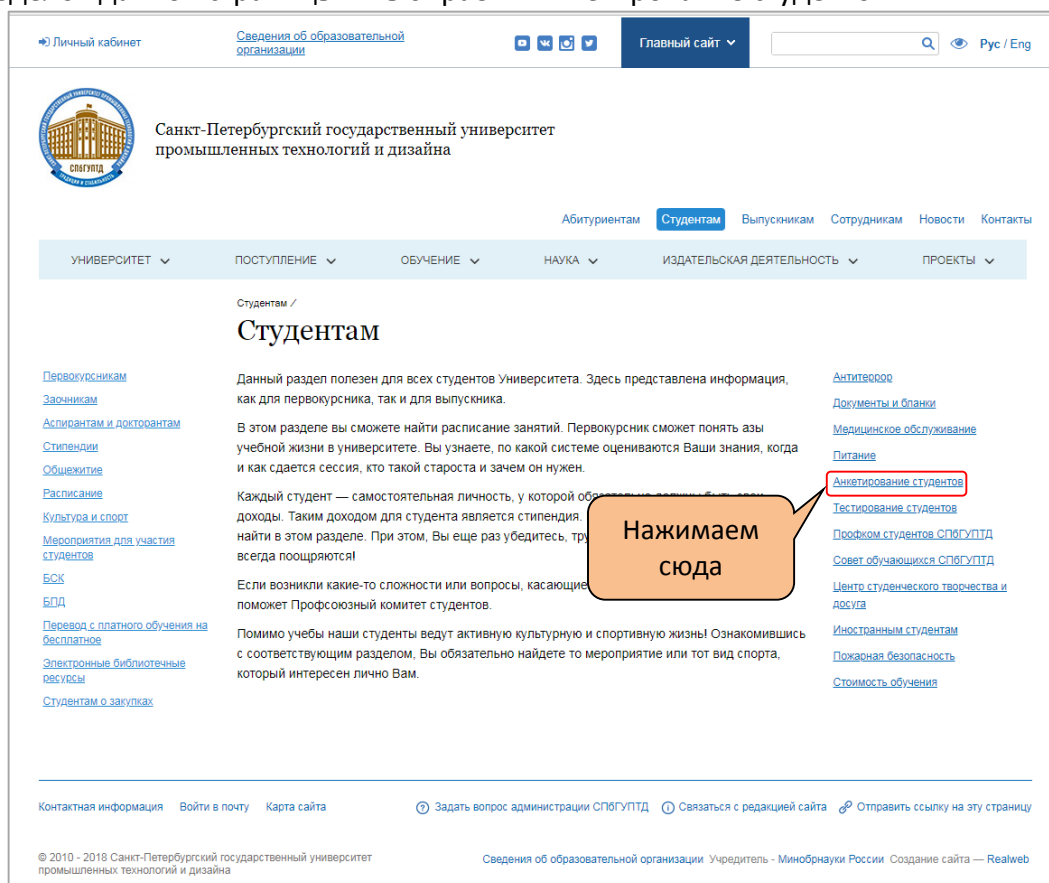 Личный кабинет
Сведения об образовательной
организации
Главный сайт
Рус / Eng
СПбГУПТД
Санкт-Петербургский государственный университет
промышленных технологий и дизайна
Абитуриентам Студентам Выпускникам Сотрудникам Новости Контакты
УНИВЕРСИТЕТ ПОСТУПЛЕНИЕ ОБУЧЕНИЕ НАУКА ИЗДАТЕЛЬСКАЯ ДЕЯТЕЛЬНОСТЬ ПРОЕКТЫ
Студентам /
Студентам
Первокурсникам
Заочникам
Аспирантам и докторантам
Стипендии
Общежитие
Расписание
Культура и спорт
Мероприятия для участия
студентов
БСК
БПД
Перевод с платного обучения на
бесплатное
Электронные библиотечные
ресурсы
Студентам о закупках
Данный раздел полезен для всех студентов Университета. Здесь представлена информация,
как для первокурсника, так и для выпускника.
В этом разделе вы сможете найти расписание занятий. Первокурсник сможет понять азы
учебной жизни в университете. Вы узнаете, по какой системе оцениваются Ваши знания, когда
и как сдается сессия, кто такой староста и зачем он нужен.
Каждый студент — самостоятельная личность, у которой
доходы. Таким доходом для студента является стипендия.
найти в этом разделе. При этом, Вы еще раз убедитесь,
всегда поощряются!
Если возникли какие-то сложности или вопросы,
поможет Профсоюзный комитет студентов.
Помимо учебы наши студенты ведут активную культурную и спортивную жизнь! Ознакомившись
с соответствующим разделом, Вы обязательно найдете то мероприятие или тот вид спорта,
который интересен лично Вам.
Нажимаем
сюда
Антитеррор
Документы и бланки
Медицинское обслуживание
Питание
Анкетирование студентов
Тестирование студентов
Профком студентов СПбГУПТД
Совет обучающихся СПбГУПТД
Центр студенческого творчества и
досуга
Иностранным студентам
Пожарная безопасность
Стоимость обучения
Контактная информация Войти в почту Карта сайта Задать вопрос администрации СПбГУПТД Связаться с редакцией сайта Отправить ссылку на эту страницу
© 2010 - 2018 Санкт-Петербургский государственный университет
промышленных технологий и дизайна
Сведения об образовательной организации Учредитель - Минобрнауки России Создание сайта — Realweb